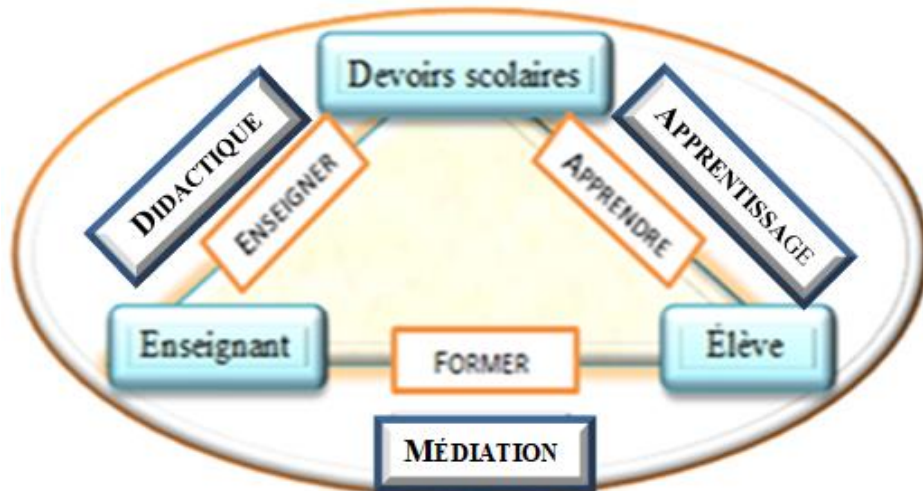 Devoirs scolaires
DIDACTIQUE
ENSEIGNER
APPRENDRE
APPRENTISSAGE
Enseignant
FORMER
Élève
MÉDIATION